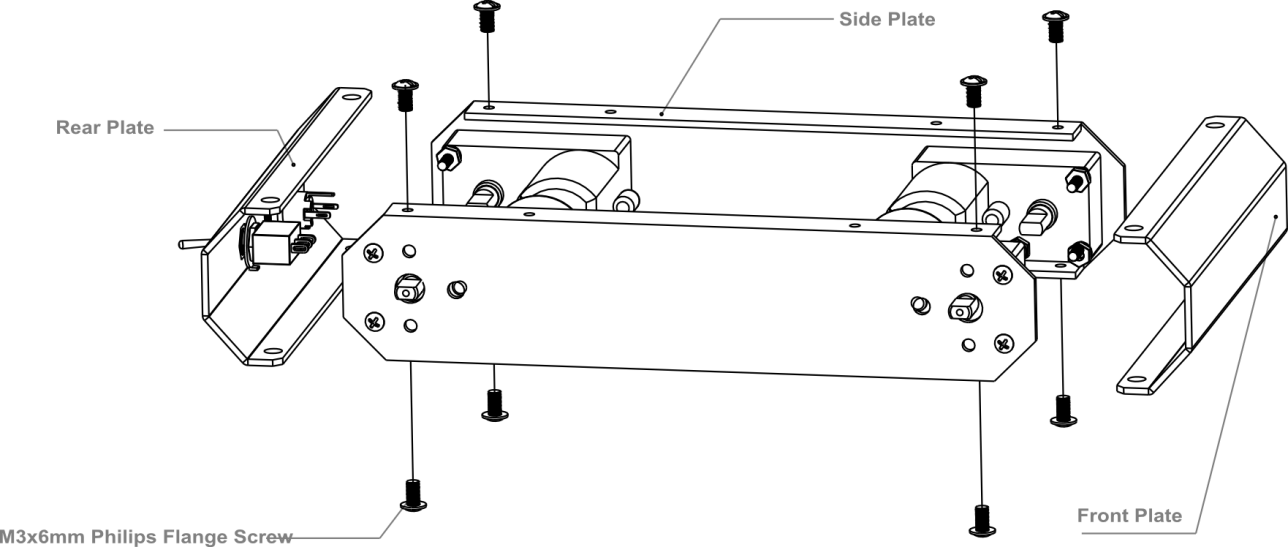 Side Plate
Rear Plate
Front Plate
M3x6mm Philips Flange Screw